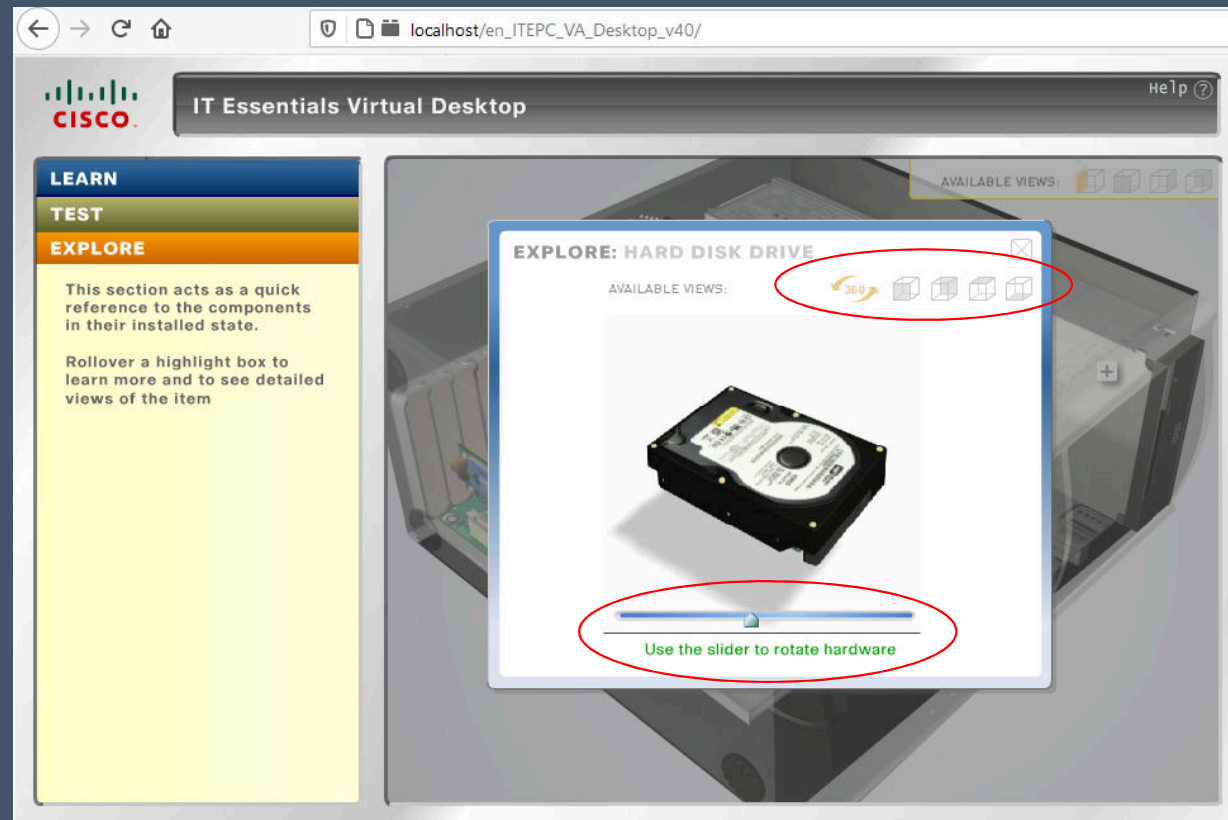 localhost/en_ITEPC_VA_Desktop_v40/
CISCO
IT Essentials Virtual Desktop
Help ?
LEARN
TEST
EXPLORE
This section acts as a quick
reference to the components
in their installed state.
Rollover a highlight box to
learn more and to see detailed
views of the item
AVAILABLE VIEWS:
EXPLORE: HARD DISK DRIVE
AVAILABLE VIEWS:
360
Use the slider to rotate hardware